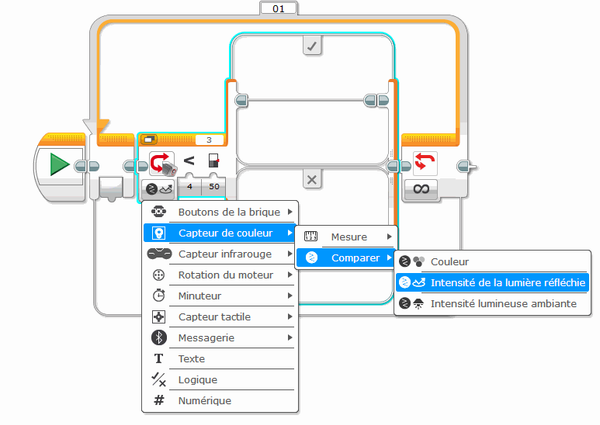 01
3
<
4 50
Boutons de la brique
Capteur de couleur
Capteur infrarouge
Rotation du moteur
Minuteur
Capteur tactile
Messagerie
T Texte
Logique
# Numérique
Mesure
Comparer
Couleur
Intensité de la lumière réfléchie
Intensité lumineuse ambiante